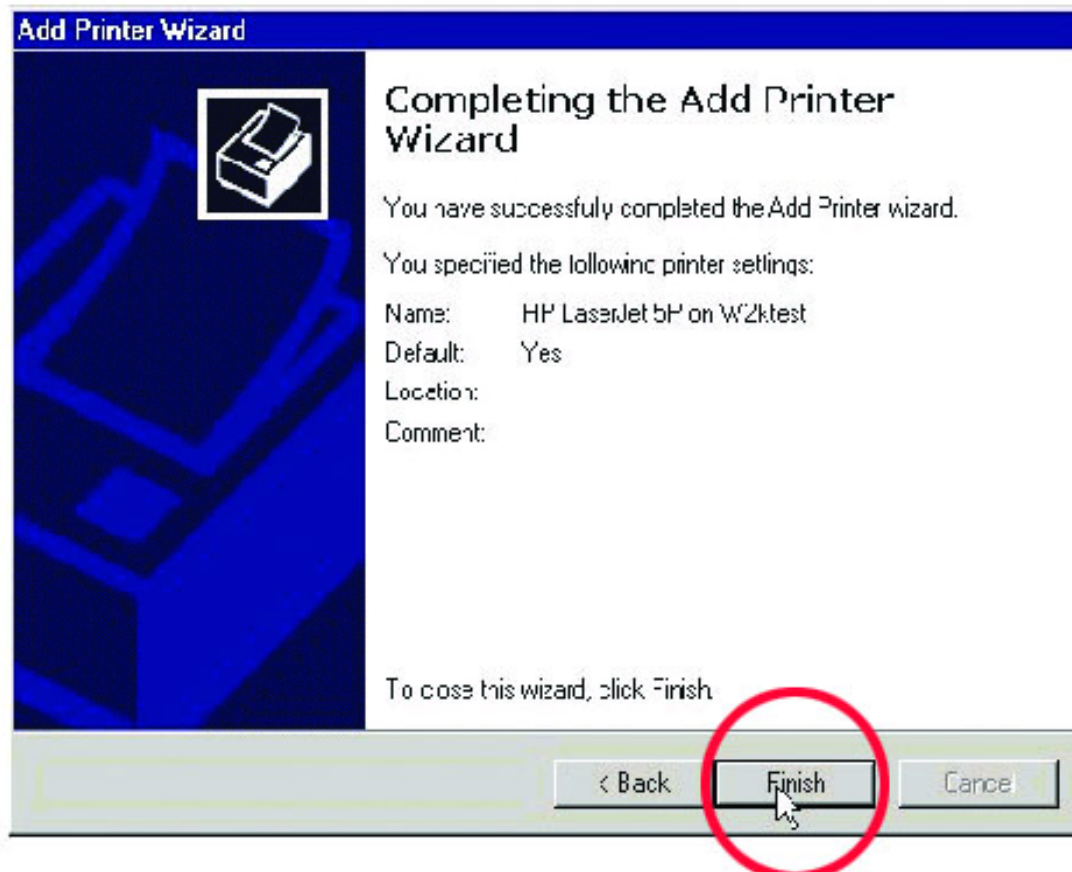 Add Printer Wizard
Completing the Add Printer
Wizard
You have successfully completed the Add Printer wizard.
You specified the following printer settings:
Name: HP LaserJet 5P on W2ktest
Default: Yes
Location:
Comment:
To close this wizard, click Finish.
< Back Finish Cancel